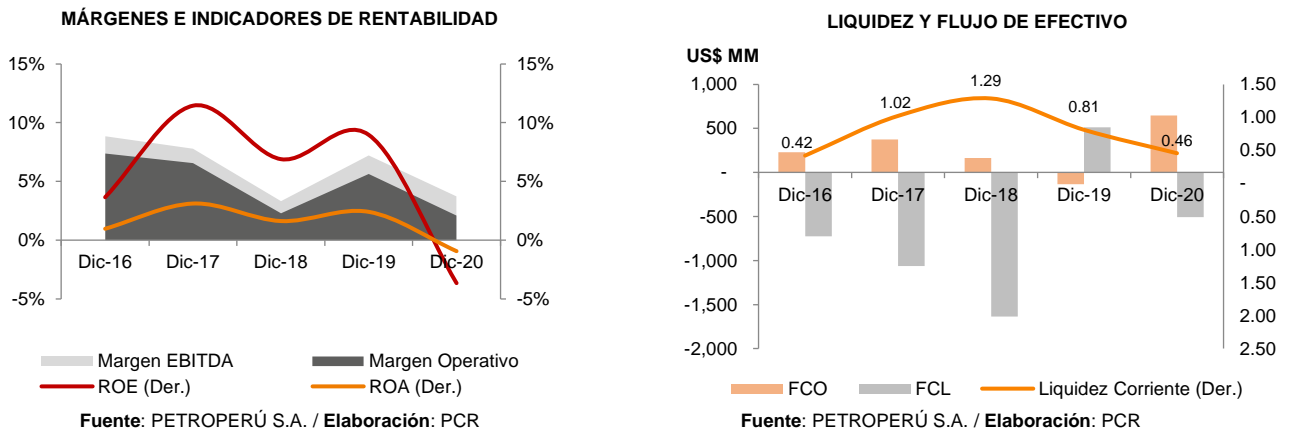 MÁRGENES E INDICADORES DE RENTABILIDAD
15%
10%
5%
0%
-5%
15%
10%
5%
0%
-5%
Dic-16 Dic-17 Dic-18 Dic-19 Dic-20
Margen EBITDA Margen Operativo
ROE (Der.) ROA (Der.)
Fuente: PETROPERÚ S.A. / Elaboración: PCR
LIQUIDEZ Y FLUJO DE EFECTIVO
US$ MM
1,000
500
-
-500
-1,000
-1,500
-2,000
1.50
1.00
0.50
-
0.50
1.00
1.50
2.00
2.50
0.42 1.02 1.29 0.81 0.46
Dic-16 Dic-17 Dic-18 Dic-19 Dic-20
FCO FCL Liquidez Corriente (Der.)
Fuente: PETROPERÚ S.A. / Elaboración: PCR